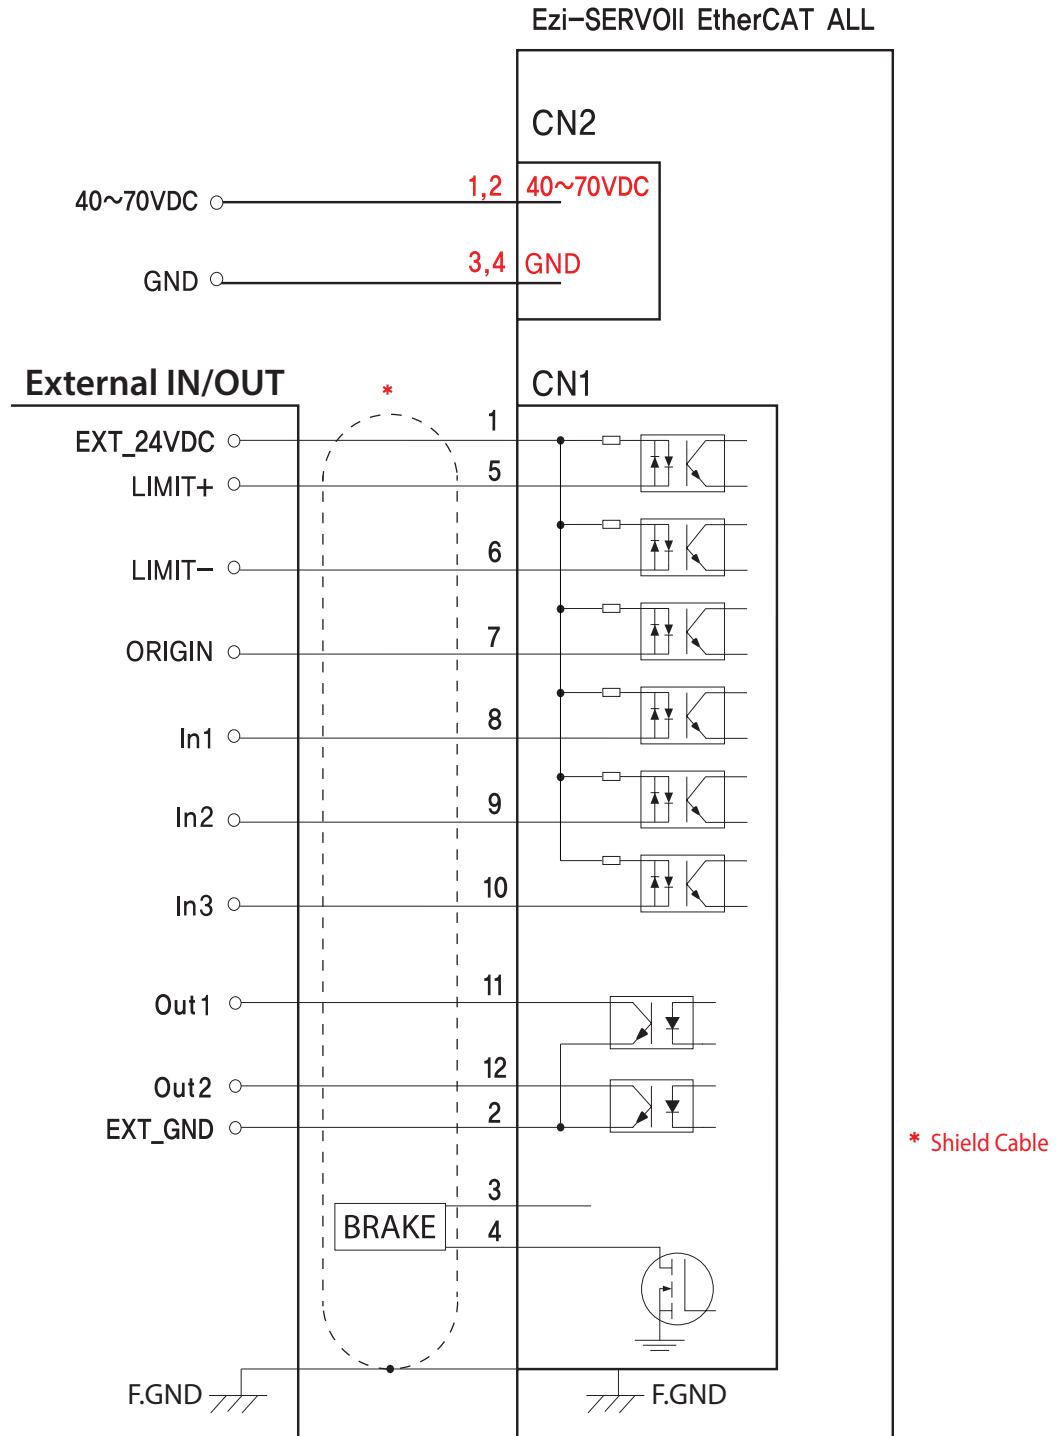 Ezi-SERVOII EtherCAT ALL
CN2
40~70VDC 1,2 40~70VDC
GND 3,4 GND
External IN/OUT * CN1
EXT_24VDC 1
LIMIT+ 5
LIMIT- 6
ORIGIN 7
In1 8
In2 9
In3 10
Out1 11
Out2 12
EXT_GND 2
* Shield Cable
BRAKE 3
4
F.GND F.GND